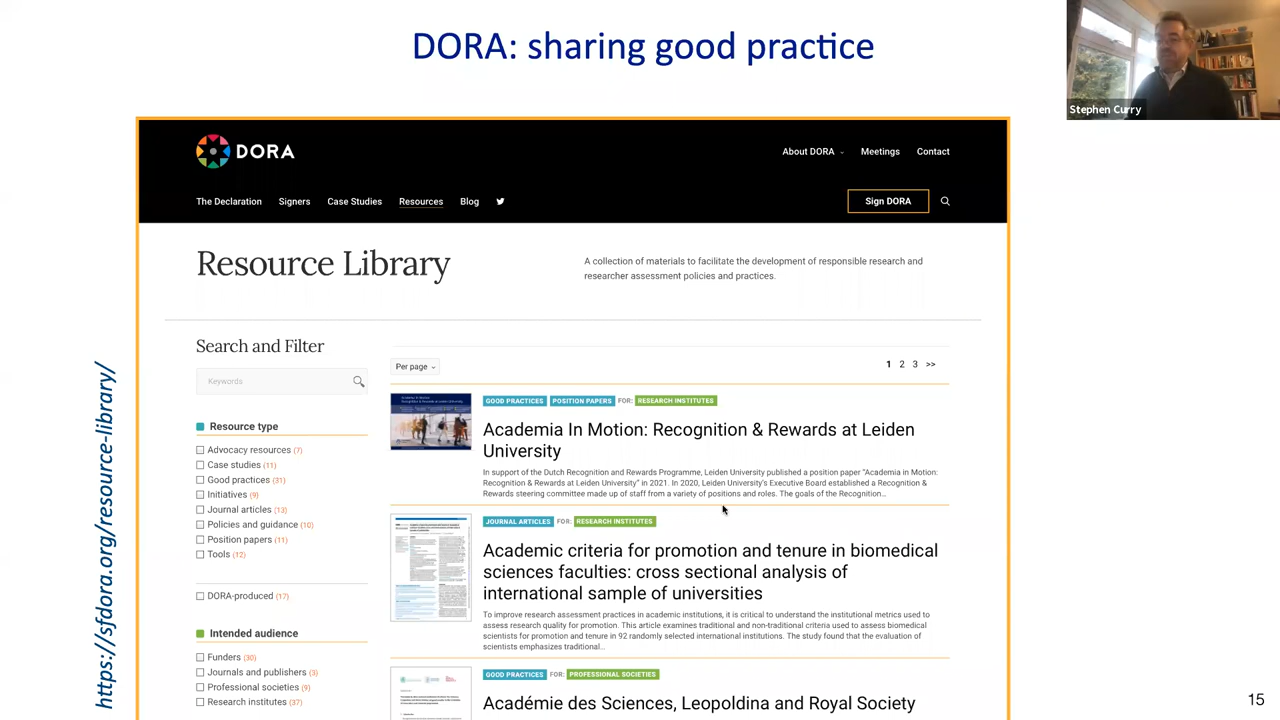 DORA: sharing good practice
Stephen Curry
DORA
About DORA
Meetings
Contact
The Declaration
Signers
Case Studies
Resources
Blog
Sign DORA
Resource Library
A collection of materials to facilitate the development of responsible research and
researcher assessment policies and practices.
https://sfdora.org/resource-library/
Search and Filter
Keywords
Resource type
Advocacy resources (7)
Case studies (11)
Good practices (31)
Initiatives (9)
Journal articles (13)
Policies and guidance (10)
Position papers (11)
Tools (12)
DORA-produced (17)
Intended audience
Funders (30)
Journals and publishers (3)
Professional societies (9)
Research institutes (37)
Per page
1 2 3 >>
GOOD PRACTICES POSITION PAPERS FOR: RESEARCH INSTITUTES
Academia In Motion: Recognition & Rewards at Leiden
University
In support of the Dutch Recognition and Rewards Programme, Leiden University published a position paper "Academia in Motion:
Recognition & Rewards at Leiden University" in 2021. In 2020, Leiden University's Executive Board established a Recognition &
Rewards steering committee made up of staff from a variety of positions and roles. The goals of the Recognition...
JOURNAL ARTICLES FOR: RESEARCH INSTITUTES
Academic criteria for promotion and tenure in biomedical
sciences faculties: cross sectional analysis of
international sample of universities
To improve research assessment practices in academic institutions, it is critical to understand the institutional metrics used to
assess research quality for promotion. This article examines traditional and non-traditional criteria used to assess biomedical
scientists for promotion and tenure in 92 randomly selected international institutions. The study found that the evaluation of
scientists emphasizes traditional...
GOOD PRACTICES FOR: PROFESSIONAL SOCIETIES
Académie des Sciences, Leopoldina and Royal Society
15